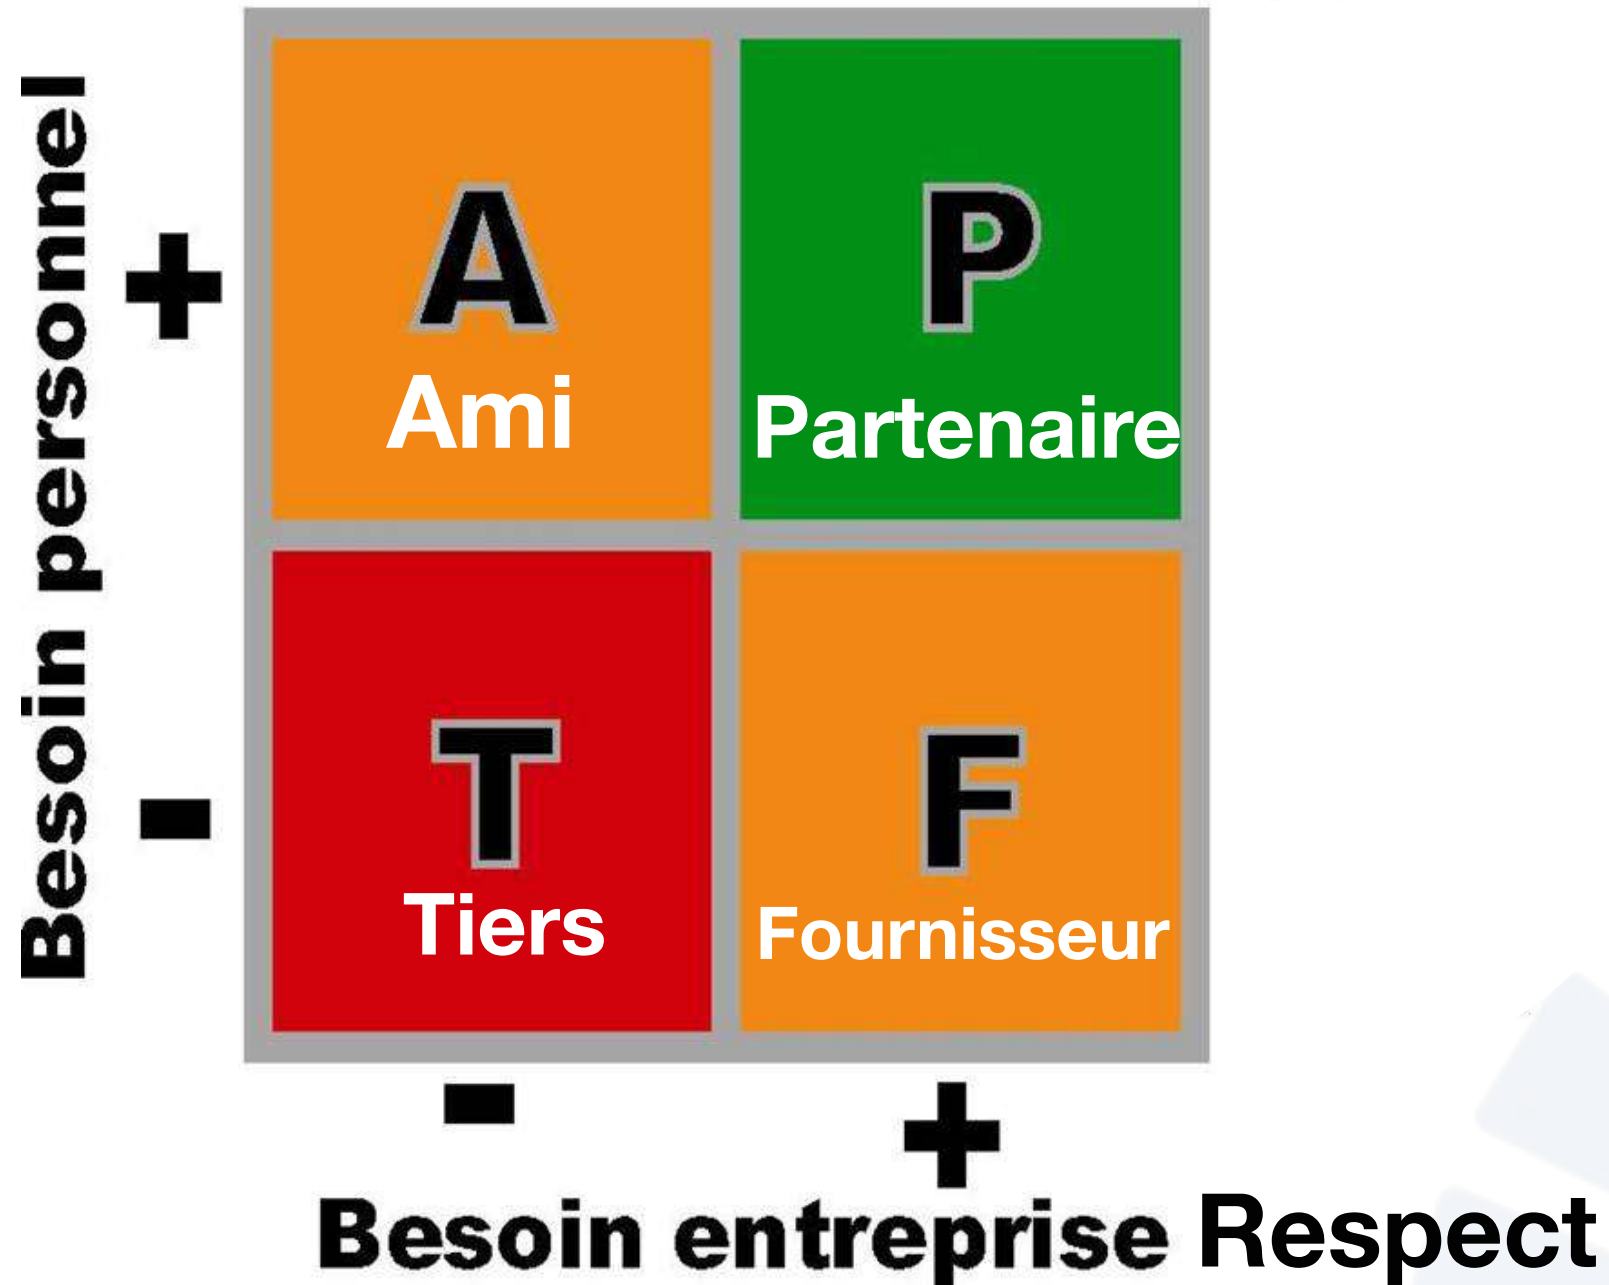 Besoin personnel
+
-
A
Ami
P
Partenaire
T
Tiers
F
Fournisseur
-
+
Besoin entreprise Respect